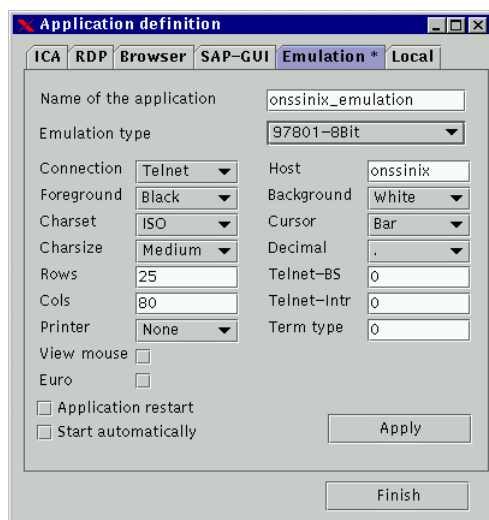 Application definition
ICA RDP Browser SAP-GUI Emulation * Local
Name of the application onssinix_emulation
Emulation type 97801-8Bit
Connection Telnet Host onssinix
Foreground Black Background White
Charset ISO Cursor Bar
Charsize Medium Decimal .
Rows 25 Telnet-BS 0
Cols 80 Telnet-Intr 0
Printer None Term type 0
View mouse
Euro
Application restart
Start automatically Apply
Finish